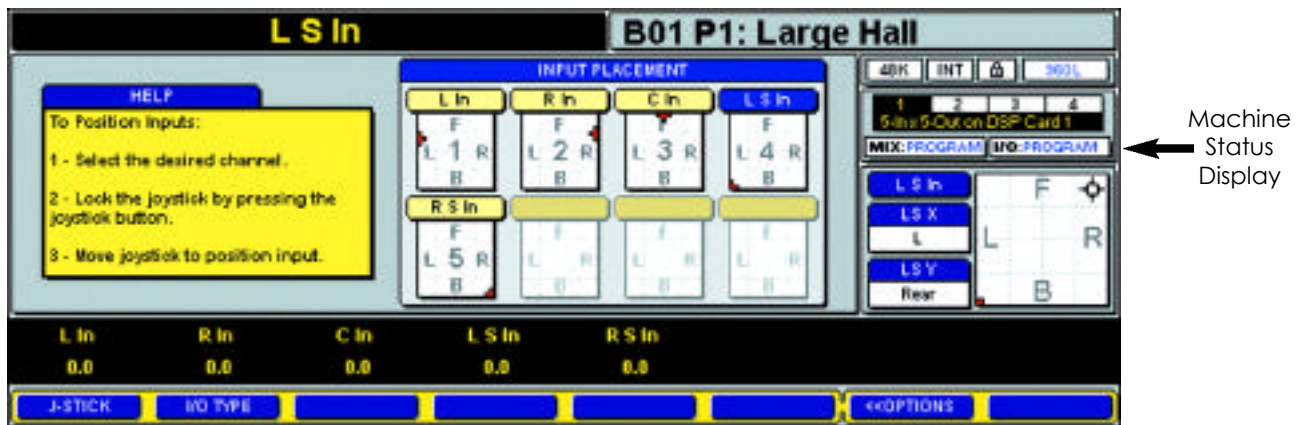 L S In
B01 P1: Large Hall
HELP
To Position Inputs:
1 - Select the desired channel.
2 - Lock the joystick by pressing the
joystick button.
3 - Move joystick to position input.
INPUT PLACEMENT
L In
R In
C In
L S In
F
F
F
F
L 1 R
L 2 R
L 3 R
L 4 R
B
B
B
B
R S In
F
F
F
F
L 5 R
L R
L R
L R
B
B
B
B
48K
INT
960L
1
2
3
4
5-In x 5-Out on DSP Card 1
MIX: PROGRAM
I/O: PROGRAM
L S In
LS X
L
LS Y
Rear
F
L
R
B
Machine
Status
Display
L In
R In
C In
L S In
R S In
0.0
0.0
0.0
0.0
0.0
J-STICK
I/O TYPE
<<OPTIONS